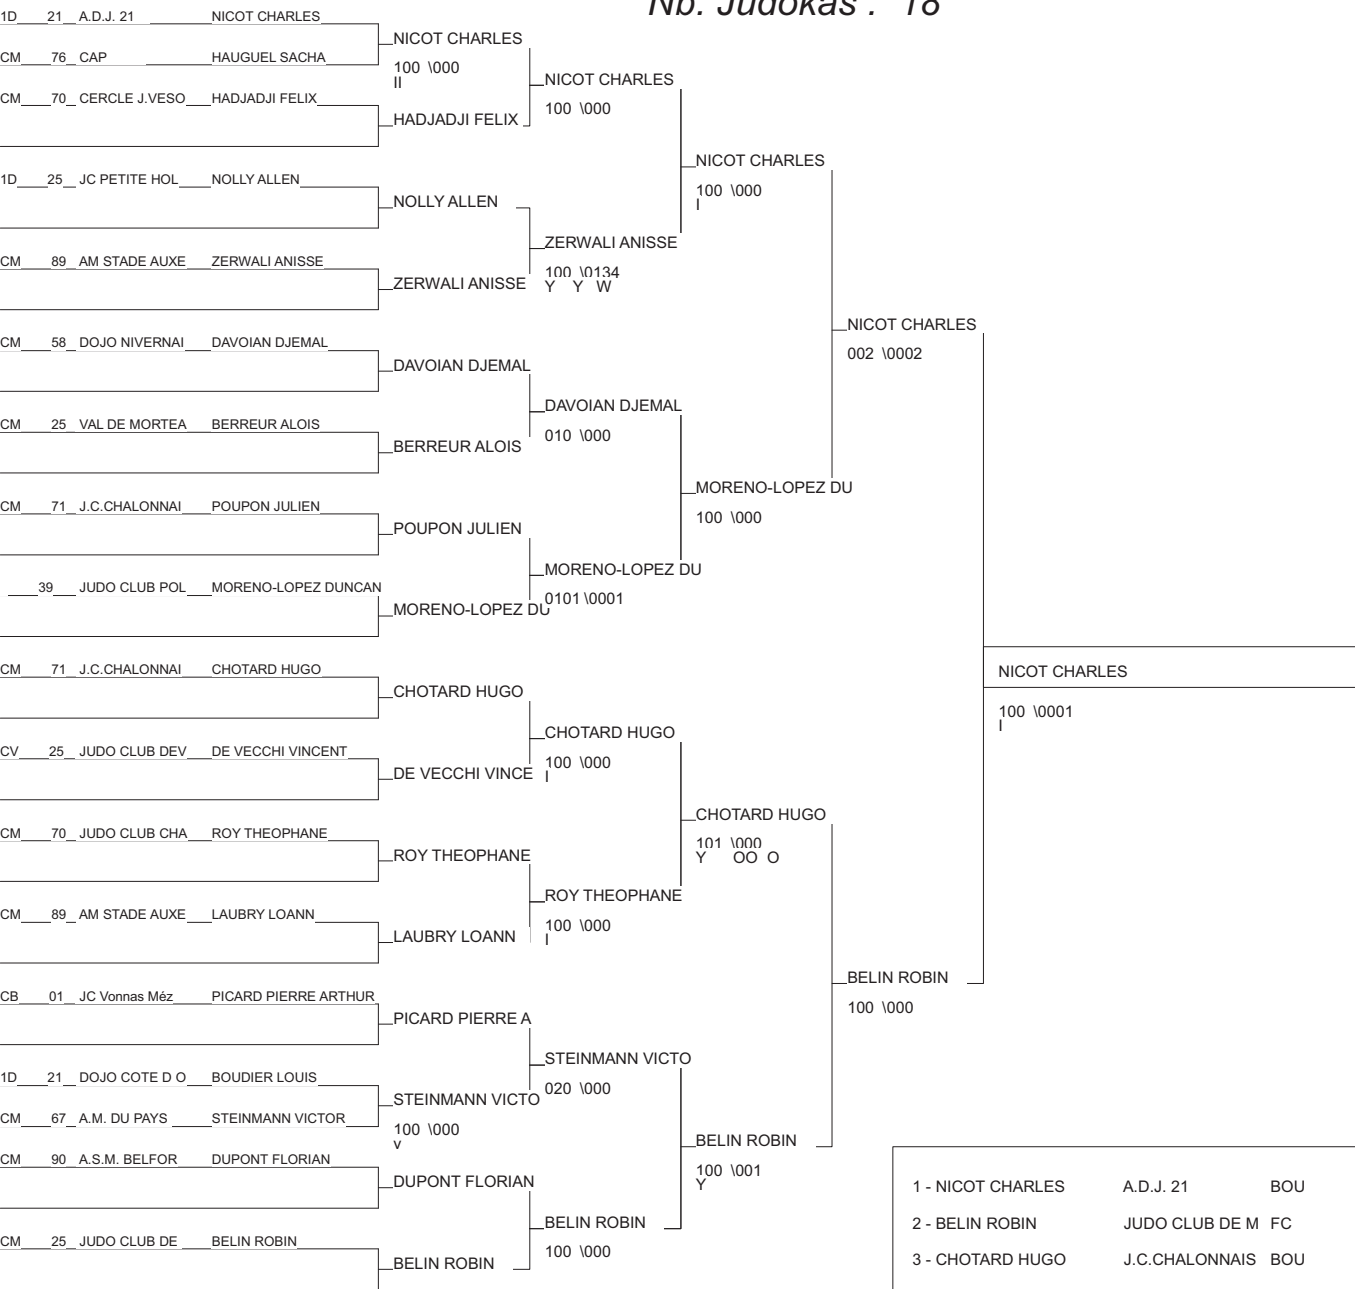 Nb. Judokas : 18
1D 21 A.D.J. 21 NICOT CHARLES
CM 76 CAP HAUGUEL SACHA
CM 70 CERCLE J.VESO HADJADJI FELIX
1D 25 JC PETITE HOL NOLLY ALLEN
CM 89 AM STADE AUXE ZERWALI ANISSE
CM 58 DOJO NIVERNAI DAVOIAN DJEMAL
CM 25 VAL DE MORTEA BERREUR ALOIS
CM 71 J.C.CHALONNAI POUPON JULIEN
39 JUDO CLUB POL MORENO-LOPEZ DUNCAN
CM 71 J.C.CHALONNAI CHOTARD HUGO
CV 25 JUDO CLUB DEV DE VECCHI VINCENT
CM 70 JUDO CLUB CHA ROY THEOPHANE
CM 89 AM STADE AUXE LAUBRY LOANN
CB 01 JC Vonnas Méz PICARD PIERRE ARTHUR
1D 21 DOJO COTE D O BOUDIER LOUIS
CM 67 A.M. DU PAYS STEINMANN VICTOR
CM 90 A.S.M. BELFOR DUPONT FLORIAN
CM 25 JUDO CLUB DE BELIN ROBIN
NICOT CHARLES
100 \000
II
HADJADJI FELIX
NOLLY ALLEN
ZERWALI ANISSE
DAVOIAN DJEMAL
BERREUR ALOIS
POUPON JULIEN
MORENO-LOPEZ DU
CHOTARD HUGO
DE VECCHI VINCE
ROY THEOPHANE
LAUBRY LOANN
PICARD PIERRE A
STEINMANN VICTO
100 \000
v
DUPONT FLORIAN
BELIN ROBIN
NICOT CHARLES
100 \000
ZERWALI ANISSE
100 \0134
Y Y W
DAVOIAN DJEMAL
010 \000
MORENO-LOPEZ DU
0101 \0001
CHOTARD HUGO
100 \000
I
ROY THEOPHANE
100 \000
I
STEINMANN VICTO
020 \000
BELIN ROBIN
100 \000
NICOT CHARLES
100 \000
I
MORENO-LOPEZ DU
100 \000
CHOTARD HUGO
101 \000
Y OO O
BELIN ROBIN
100 \001
Y
NICOT CHARLES
002 \0002
BELIN ROBIN
100 \000
NICOT CHARLES
100 \0001
I
1 - NICOT CHARLES A.D.J. 21 BOU
2 - BELIN ROBIN JUDO CLUB DE M FC
3 - CHOTARD HUGO J.C.CHALONNAIS BOU